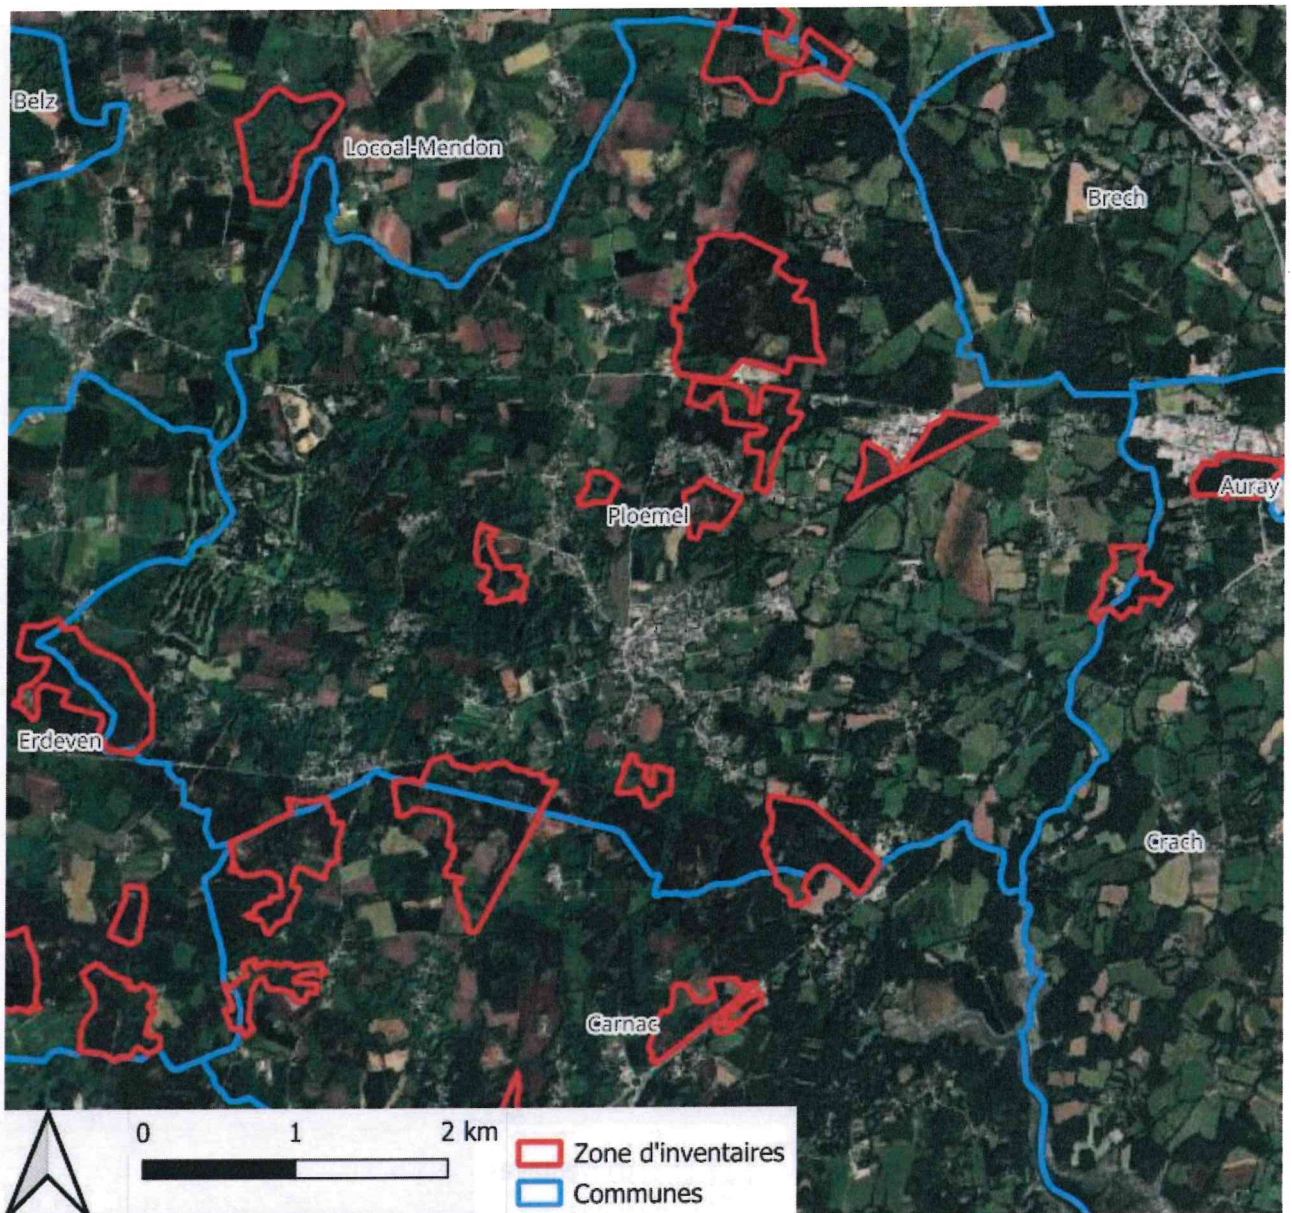 Belz
Locoal-Mendon
Brech
Auray
Ploemel
Erdeven
Crach
Carnac
0 1 2 km
Zone d'inventaires
Communes